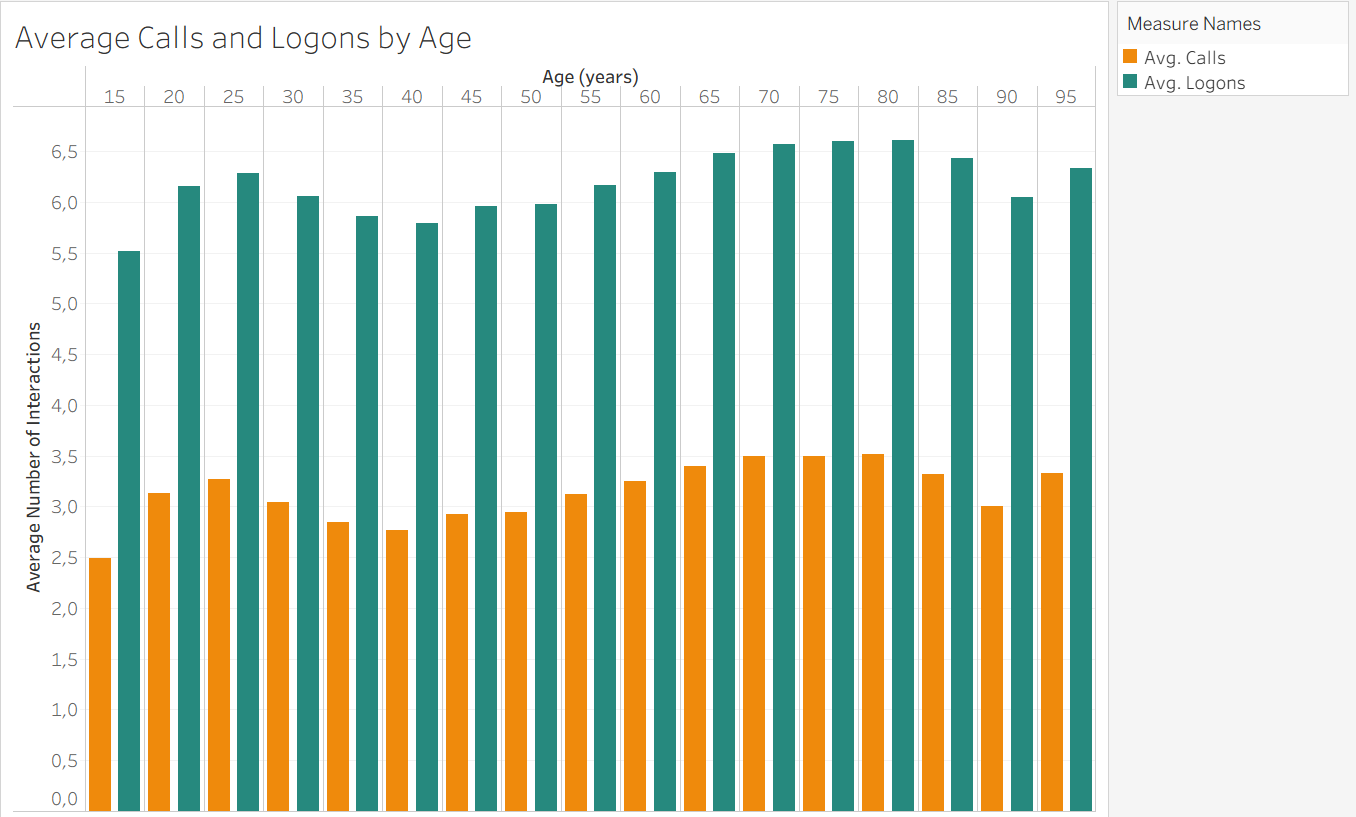 Average Calls and Logons by Age
Measure Names
Avg. Calls
Avg. Logons
Age (years)
15 20 25 30 35 40 45 50 55 60 65 70 75 80 85 90 95
6,5
6,0
5,5
5,0
4,5
4,0
3,5
3,0
2,5
2,0
1,5
1,0
0,5
0,0
Average Number of Interactions